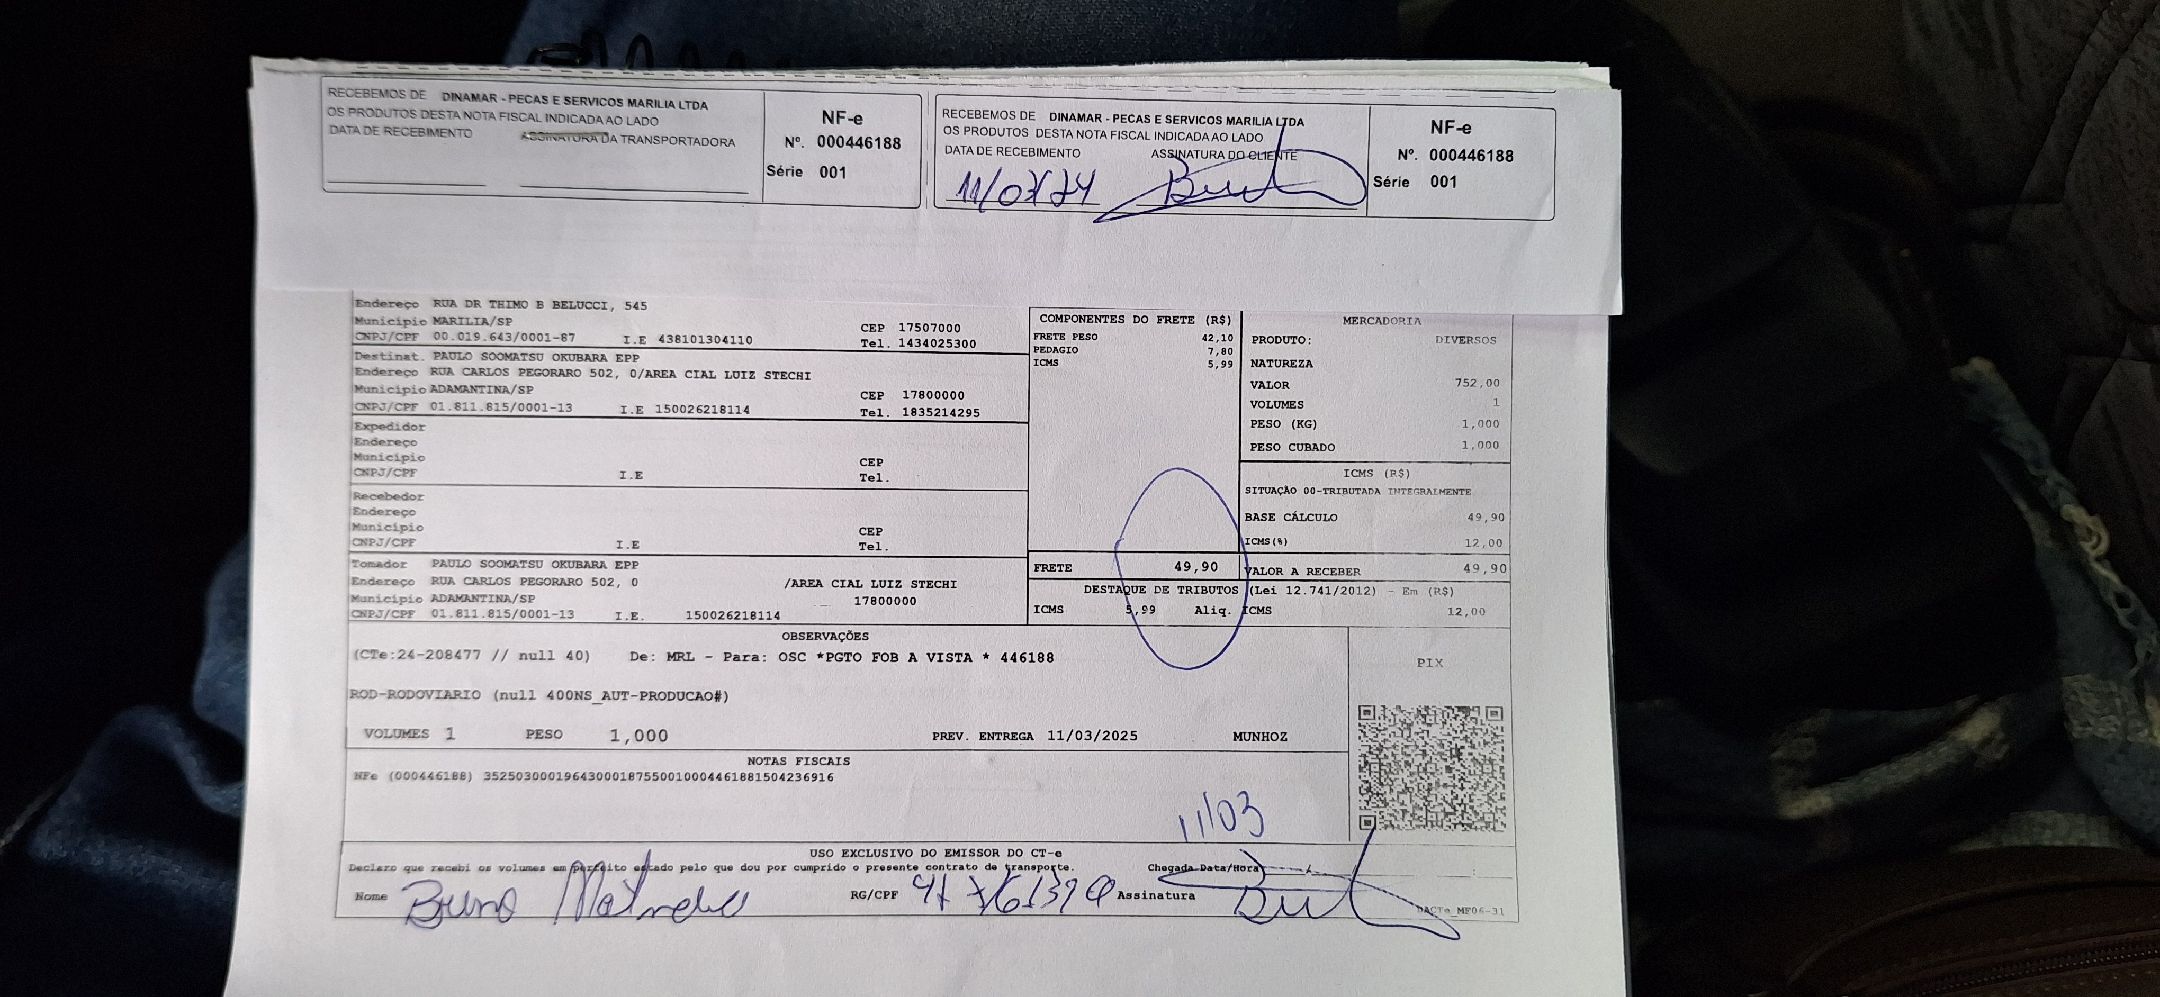 RECEBEMOS DE DINAMAR - PECAS E SERVICOS MARILIA LTDA
OS PRODUTOS DESTA NOTA FISCAL INDICADA AO LADO
DATA DE RECEBIMENTO ASSINATURA DA TRANSPORTADORA
NF-e
Nº. 000446188
Série 001
RECEBEMOS DE DINAMAR - PECAS E SERVICOS MARILIA LTDA
OS PRODUTOS DESTA NOTA FISCAL INDICADA AO LADO
DATA DE RECEBIMENTO ASSINATURA DO CLIENTE
11/03/24
NF-e
Nº. 000446188
Série 001
Endereço RUA DR THIMO B BELUCCI, 545
Município MARILIA/SP CEP 17507000
CNPJ/CPF 00.019.643/0001-87 I.E 438101304110 Tel. 1434025300
Destinat. PAULO SOOMATSU OKUBARA EPP
Endereço RUA CARLOS PEGORARO 502, 0/AREA CIAL LUIZ STECHI
Município ADAMANTINA/SP CEP 17800000
CNPJ/CPF 01.811.815/0001-13 I.E 150026218114 Tel. 1835214295
Expedidor
Endereço
Município CEP
CNPJ/CPF I.E Tel.
Recebedor
Endereço
Município CEP
CNPJ/CPF I.E Tel.
Tomador PAULO SOOMATSU OKUBARA EPP
Endereço RUA CARLOS PEGORARO 502, 0 /AREA CIAL LUIZ STECHI
Município ADAMANTINA/SP 17800000
CNPJ/CPF 01.811.815/0001-13 I.E. 150026218114
COMPONENTES DO FRETE (R$)
FRETE PESO 42,10
PEDAGIO 7,80
ICMS 5,99
FRETE 49,90
MERCADORIA
PRODUTO: DIVERSOS
NATUREZA
VALOR 752,00
VOLUMES 1
PESO (KG) 1,000
PESO CUBADO 1,000
ICMS (R$)
SITUAÇÃO 00-TRIBUTADA INTEGRALMENTE
BASE CÁLCULO 49,90
ICMS(%) 12,00
VALOR A RECEBER 49,90
DESTAQUE DE TRIBUTOS (Lei 12.741/2012) - Em (R$)
ICMS 5,99 Aliq. ICMS 12,00
OBSERVAÇÕES
(CTe:24-208477 // null 40) De: MRL - Para: OSC *PGTO FOB A VISTA * 446188
ROD-RODOVIARIO (null 400NS_AUT-PRODUCAO#)
VOLUMES 1 PESO 1,000 PREV. ENTREGA 11/03/2025 MUNHOZ
PIX
NOTAS FISCAIS
NFe (000446188) 35250300019643000187550010004461881504236916
11/03
USO EXCLUSIVO DO EMISSOR DO CT-e
Declaro que recebi os volumes em perfeito estado pelo que dou por cumprido o presente contrato de transporte. Chegada Data/Hora
Nome Bruno RG/CPF Assinatura
DACTe_MF06-31